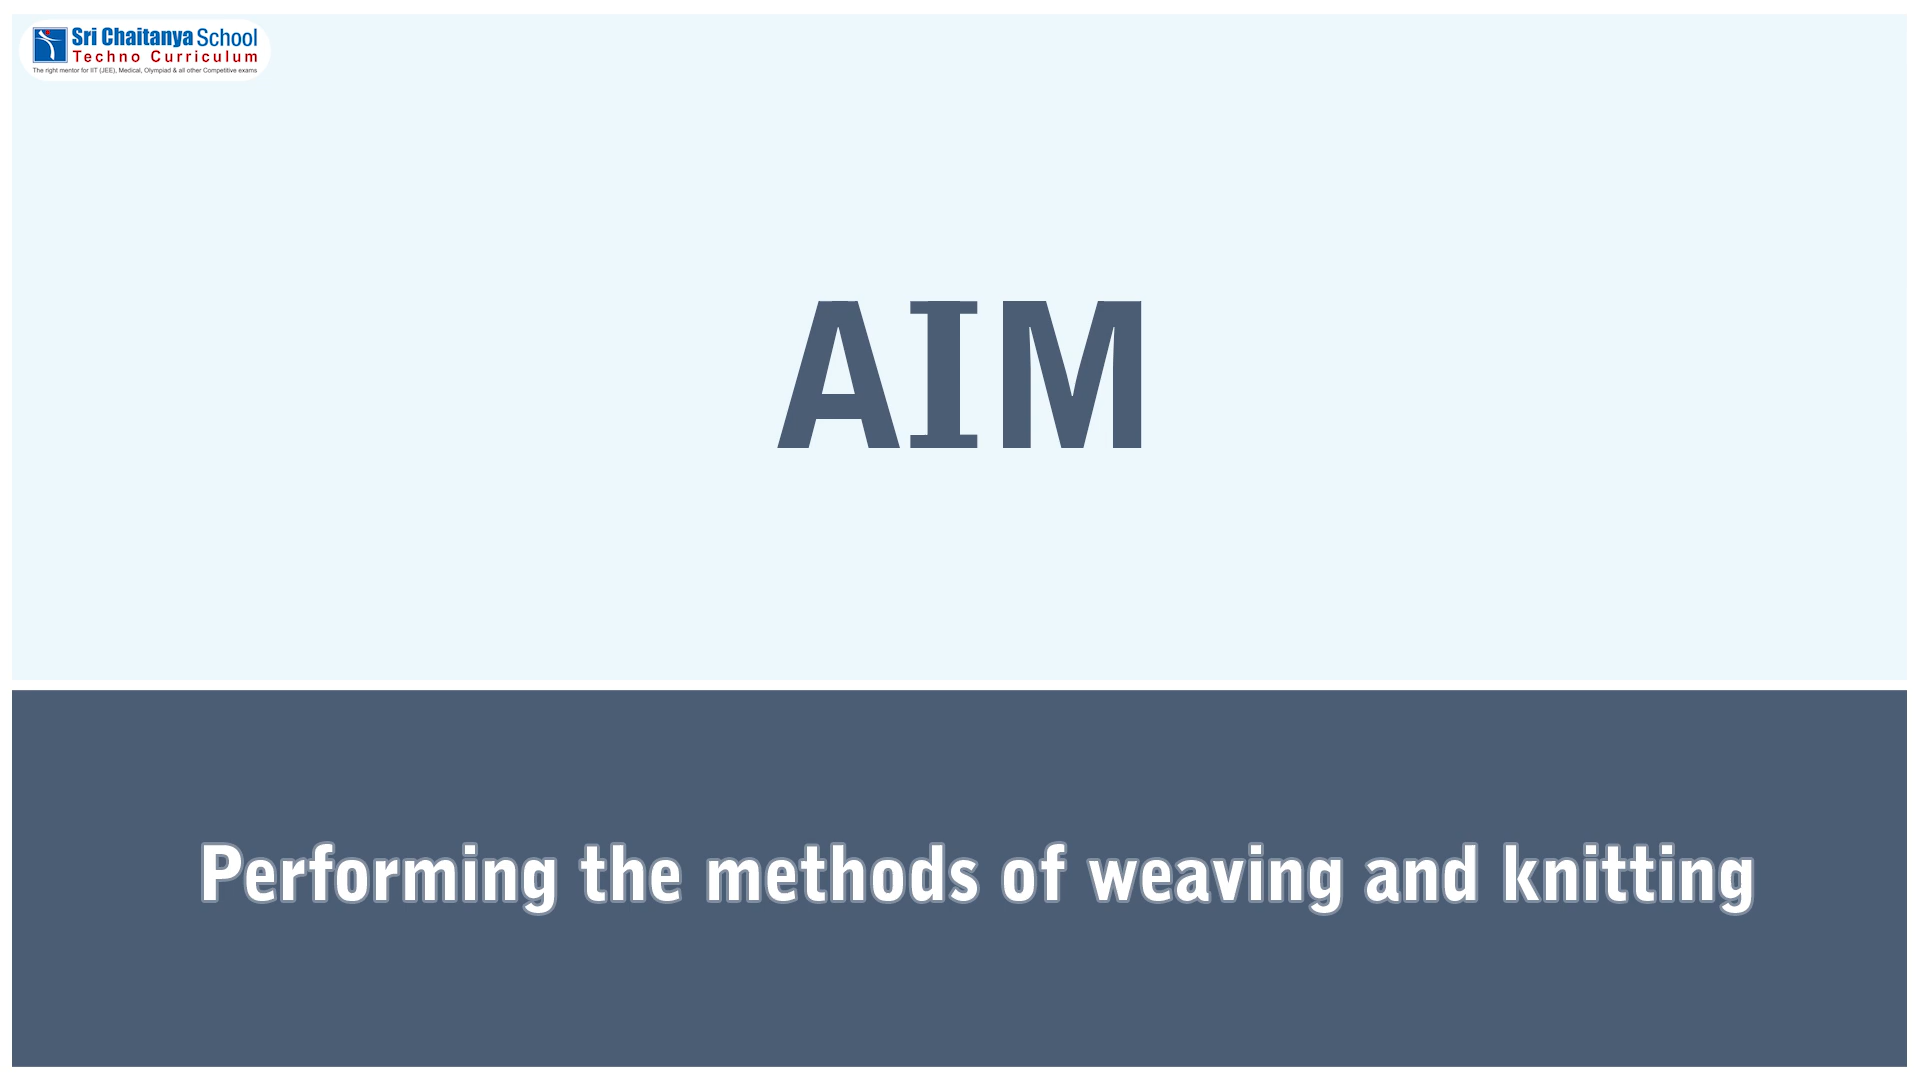 Sri Chaitanya School
Techno Curriculum
The right mentor for IIT (JEE), Medical, Olympiad & all other Competitive exams
AIM
Performing the methods of weaving and knitting